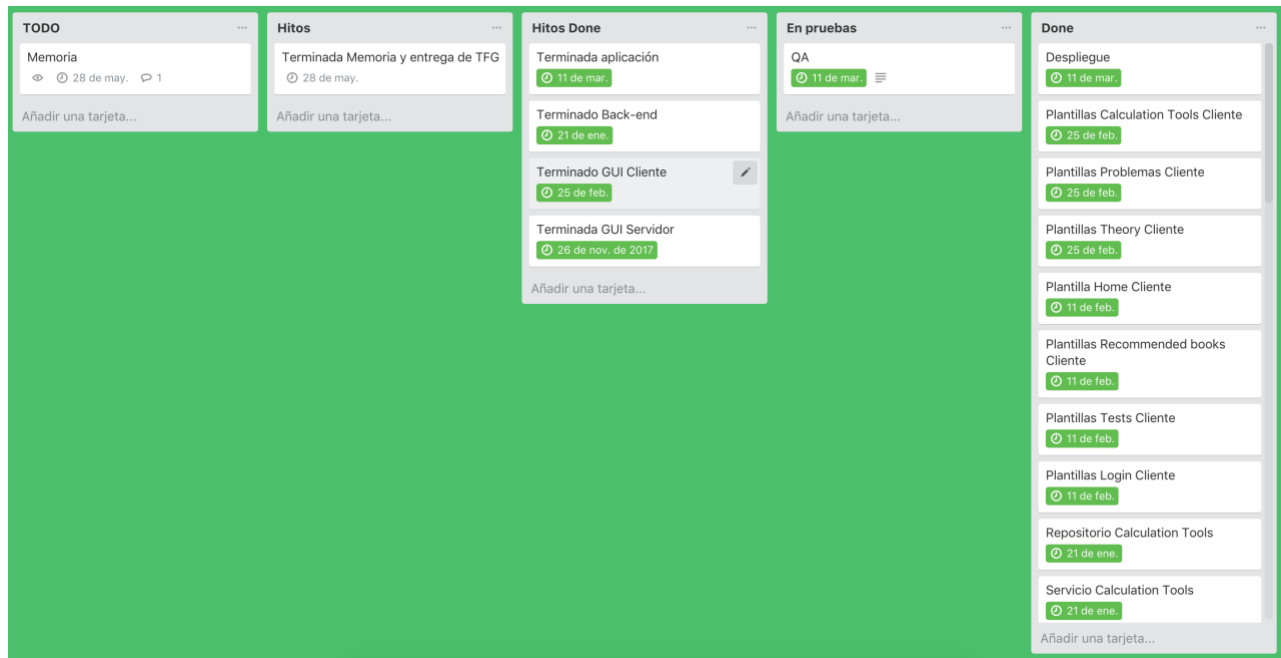 TODO
Memoria
28 de may. 1
Añadir una tarjeta...
Hitos
Terminada Memoria y entrega de TFG
28 de may.
Añadir una tarjeta...
Hitos Done
Terminada aplicación
11 de mar.
Terminado Back-end
21 de ene.
Terminado GUI Cliente
25 de feb.
Terminada GUI Servidor
26 de nov. de 2017
Añadir una tarjeta...
En pruebas
QA
11 de mar.
Añadir una tarjeta...
Done
Despliegue
11 de mar.
Plantillas Calculation Tools Cliente
25 de feb.
Plantillas Problemas Cliente
25 de feb.
Plantillas Theory Cliente
25 de feb.
Plantilla Home Cliente
11 de feb.
Plantillas Recommended books
Cliente
11 de feb.
Plantillas Tests Cliente
11 de feb.
Plantillas Login Cliente
11 de feb.
Repositorio Calculation Tools
21 de ene.
Servicio Calculation Tools
21 de ene.
Añadir una tarjeta...